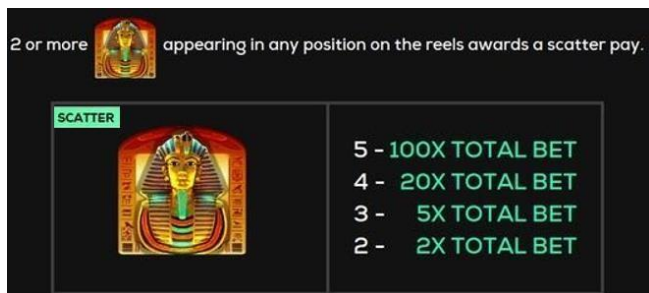 2 or more appearing in any position on the reels awards a scatter pay.
SCATTER
5 - 100X TOTAL BET
4 - 20X TOTAL BET
3 - 5X TOTAL BET
2 - 2X TOTAL BET